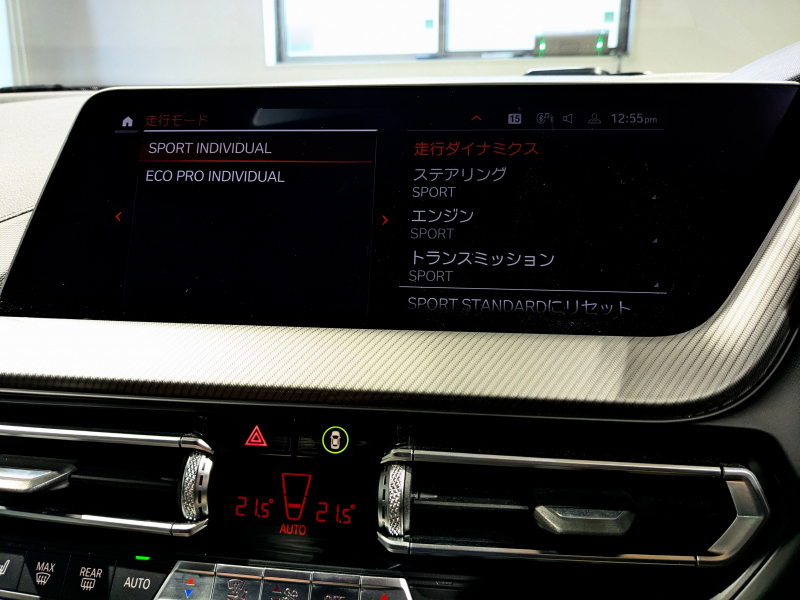 走行モード
15 12:55pm
SPORT INDIVIDUAL
ECO PRO INDIVIDUAL
走行ダイナミクス
ステアリング
SPORT
エンジン
SPORT
トランスミッション
SPORT
SPORT STANDARDにリセット
21.5° 21.5°
AUTO
MAX
REAR
AUTO